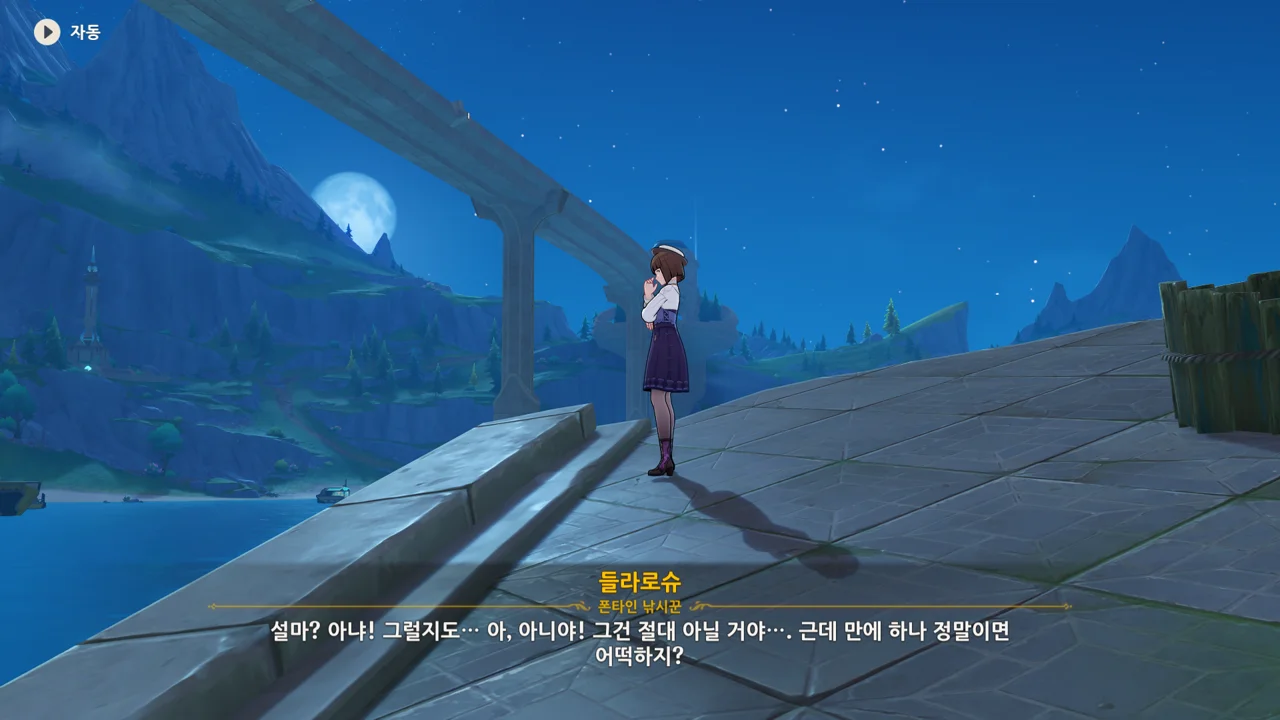 자동
들라로슈
폰타인 낚시꾼
설마? 아냐! 그럴지도… 아, 아니야! 그건 절대 아닐 거야…. 근데 만에 하나 정말이면
어떡하지?